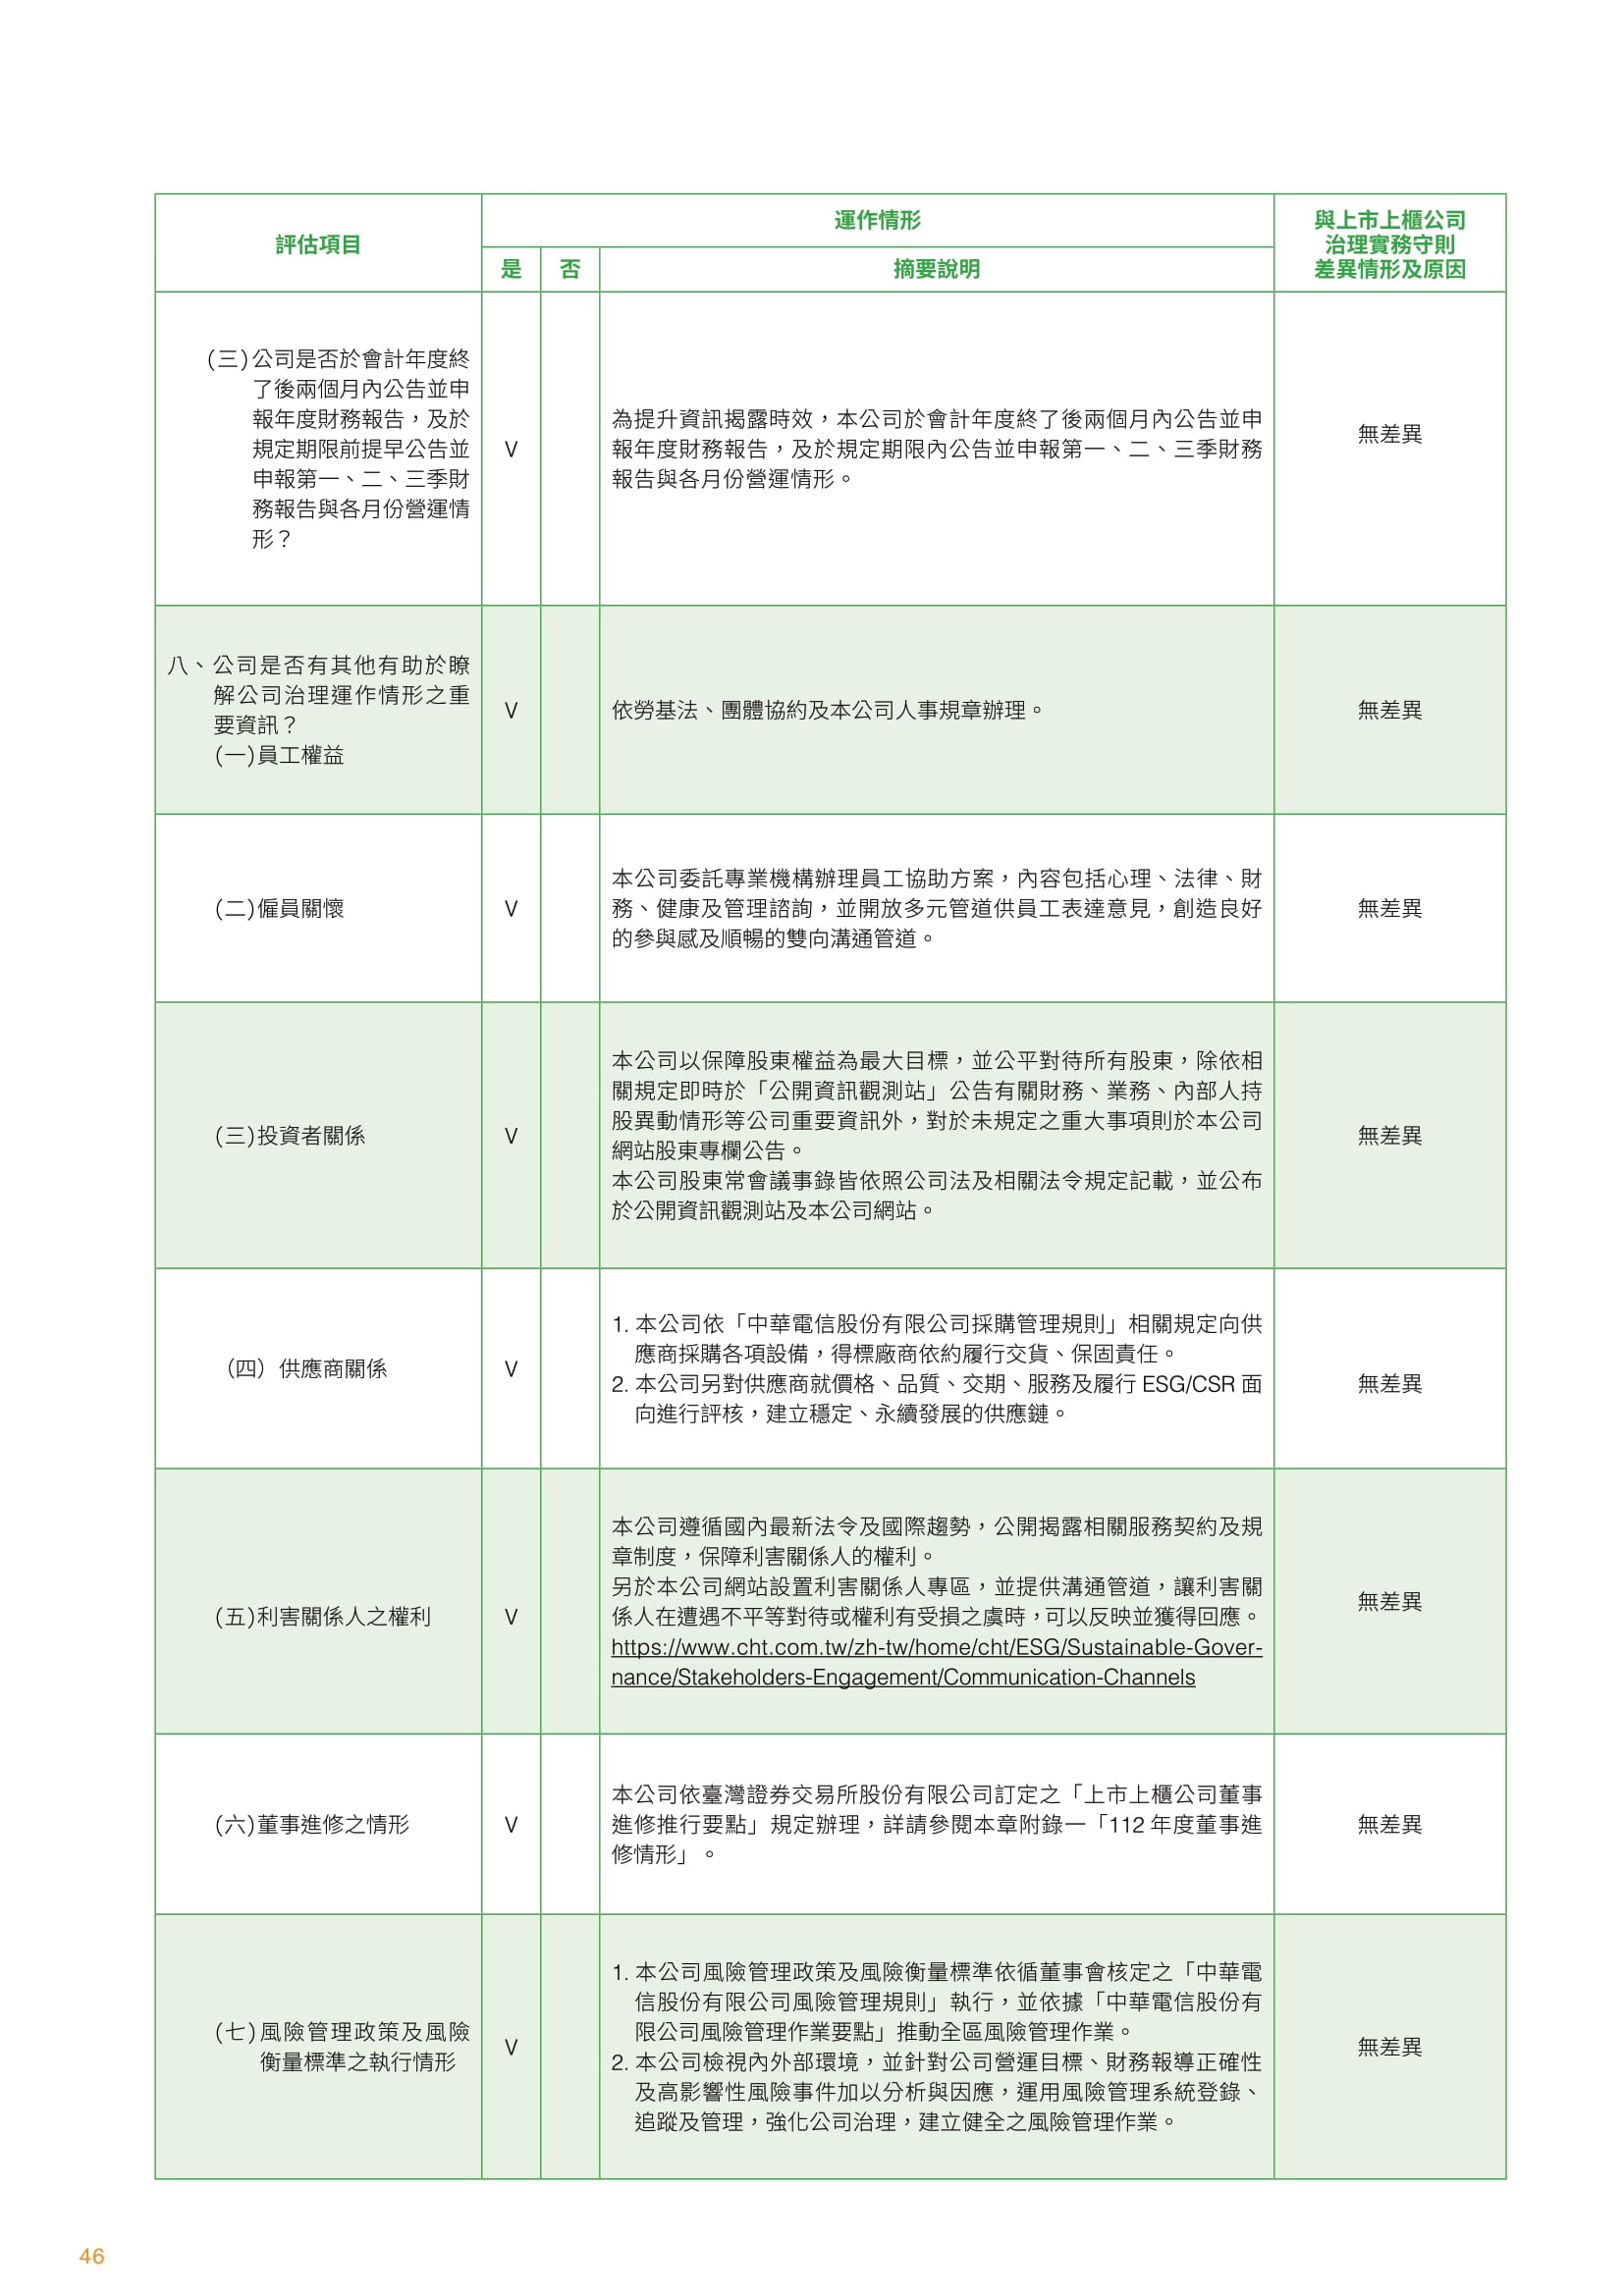 評估項目
運作情形
與上市上櫃公司
治理實務守則
差異情形及原因
是
否
摘要說明
(三)公司是否於會計年度終
了後兩個月內公告並申
報年度財務報告，及於
規定期限前提早公告並
申報第一、二、三季財
務報告與各月份營運情
形？
V
為提升資訊揭露時效，本公司於會計年度終了後兩個月內公告並申
報年度財務報告，及於規定期限內公告並申報第一、二、三季財務
報告與各月份營運情形。
無差異
八、公司是否有其他有助於瞭
解公司治理運作情形之重
要資訊？
(一)員工權益
V
依勞基法、團體協約及本公司人事規章辦理。
無差異
(二)僱員關懷
V
本公司委託專業機構辦理員工協助方案，內容包括心理、法律、財
務、健康及管理諮詢，並開放多元管道供員工表達意見，創造良好
的參與感及順暢的雙向溝通管道。
無差異
(三)投資者關係
V
本公司以保障股東權益為最大目標，並公平對待所有股東，除依相
關規定即時於「公開資訊觀測站」公告有關財務、業務、內部人持
股異動情形等公司重要資訊外，對於未規定之重大事項則於本公司
網站股東專欄公告。
本公司股東常會議事錄皆依照公司法及相關法令規定記載，並公布
於公開資訊觀測站及本公司網站。
無差異
（四）供應商關係
V
1. 本公司依「中華電信股份有限公司採購管理規則」相關規定向供
應商採購各項設備，得標廠商依約履行交貨、保固責任。
2. 本公司另對供應商就價格、品質、交期、服務及履行 ESG/CSR 面
向進行評核，建立穩定、永續發展的供應鏈。
無差異
(五)利害關係人之權利
V
本公司遵循國內最新法令及國際趨勢，公開揭露相關服務契約及規
章制度，保障利害關係人的權利。
另於本公司網站設置利害關係人專區，並提供溝通管道，讓利害關
係人在遭遇不平等對待或權利有受損之虞時，可以反映並獲得回應。
https://www.cht.com.tw/zh-tw/home/cht/ESG/Sustainable-Gover-
nance/Stakeholders-Engagement/Communication-Channels
無差異
(六)董事進修之情形
V
本公司依臺灣證券交易所股份有限公司訂定之「上市上櫃公司董事
進修推行要點」規定辦理，詳請參閱本章附錄一「112 年度董事進
修情形」。
無差異
(七)風險管理政策及風險
衡量標準之執行情形
V
1. 本公司風險管理政策及風險衡量標準依循董事會核定之「中華電
信股份有限公司風險管理規則」執行，並依據「中華電信股份有
限公司風險管理作業要點」推動全區風險管理作業。
2. 本公司檢視內外部環境，並針對公司營運目標、財務報導正確性
及高影響性風險事件加以分析與因應，運用風險管理系統登錄、
追蹤及管理，強化公司治理，建立健全之風險管理作業。
無差異
46